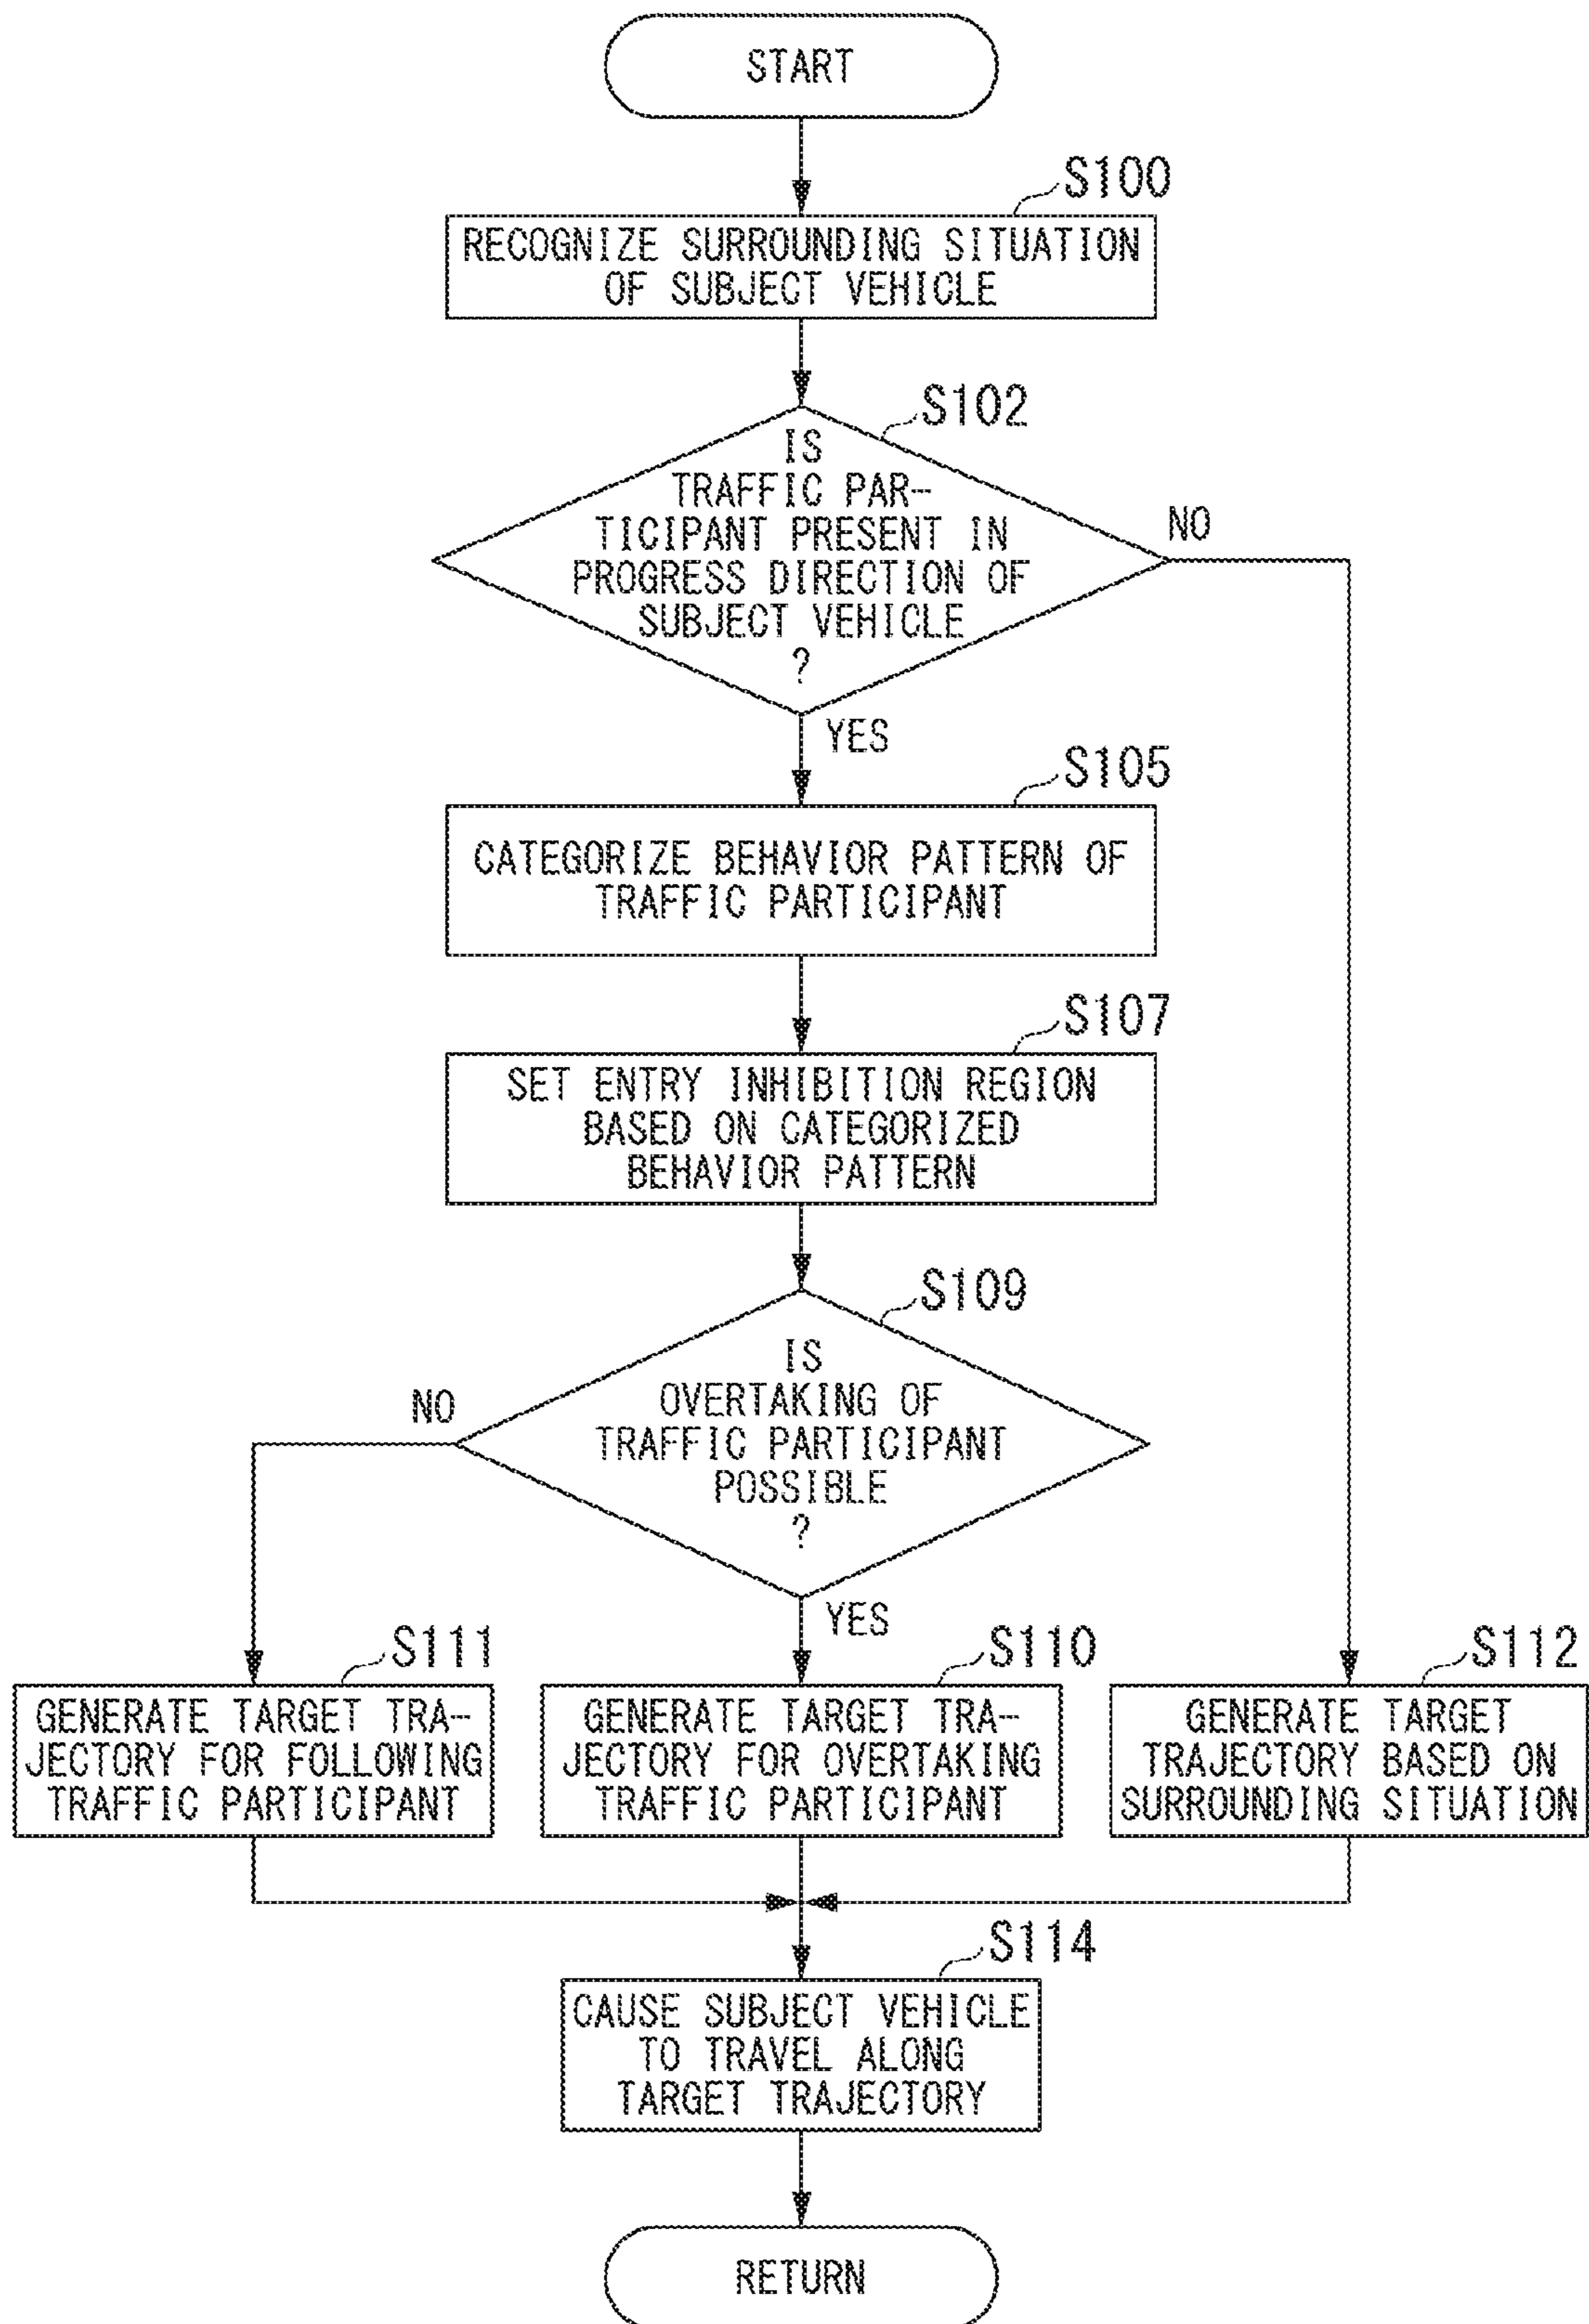 START
S100
RECOGNIZE SURROUNDING SITUATION
OF SUBJECT VEHICLE
S102
IS
TRAFFIC PAR-
TICIPANT PRESENT IN
PROGRESS DIRECTION OF
SUBJECT VEHICLE
?
NO
YES
S105
CATEGORIZE BEHAVIOR PATTERN OF
TRAFFIC PARTICIPANT
S107
SET ENTRY INHIBITION REGION
BASED ON CATEGORIZED
BEHAVIOR PATTERN
S109
IS
OVERTAKING OF
TRAFFIC PARTICIPANT
POSSIBLE
?
NO
YES
S111
GENERATE TARGET TRA-
JECTORY FOR FOLLOWING
TRAFFIC PARTICIPANT
S110
GENERATE TARGET TRA-
JECTORY FOR OVERTAKING
TRAFFIC PARTICIPANT
S112
GENERATE TARGET
TRAJECTORY BASED ON
SURROUNDING SITUATION
S114
CAUSE SUBJECT VEHICLE
TO TRAVEL ALONG
TARGET TRAJECTORY
RETURN